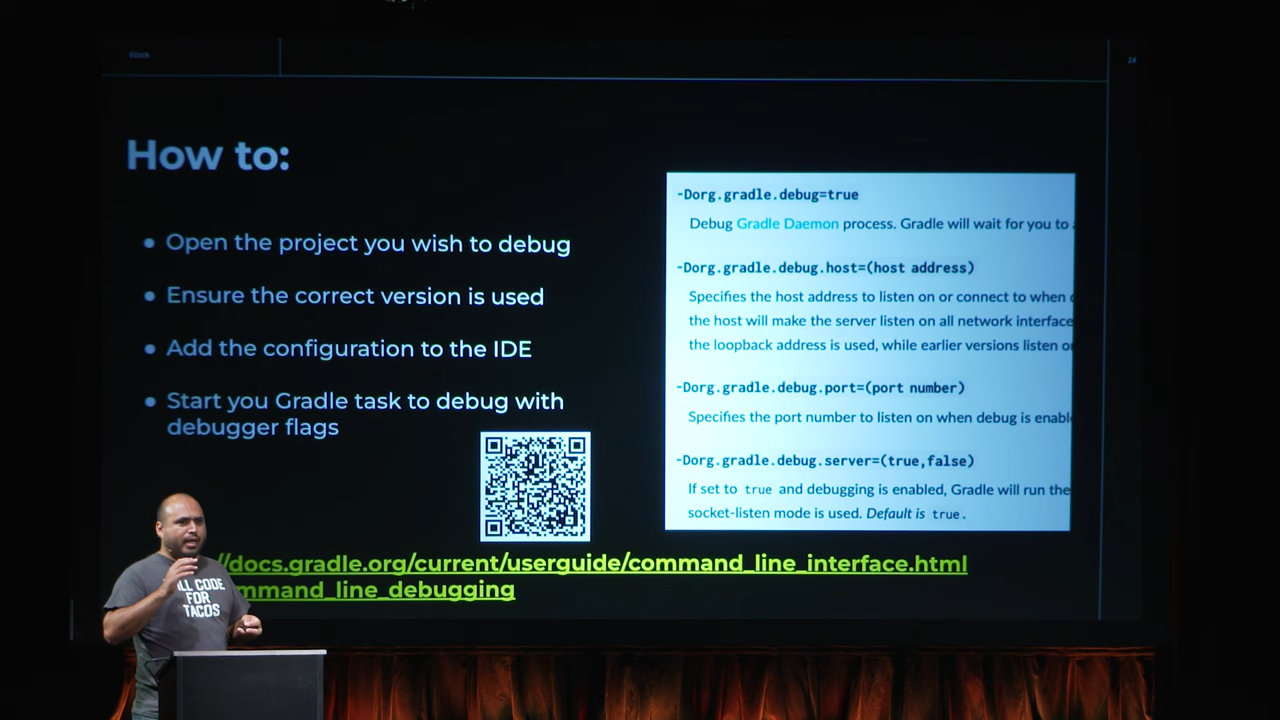 block
24
How to:
● Open the project you wish to debug
● Ensure the correct version is used
● Add the configuration to the IDE
● Start you Gradle task to debug with
debugger flags
-Dorg.gradle.debug=true
Debug Gradle Daemon process. Gradle will wait for you to
-Dorg.gradle.debug.host=(host address)
Specifies the host address to listen on or connect to when
the host will make the server listen on all network interface
the loopback address is used, while earlier versions listen
-Dorg.gradle.debug.port=(port number)
Specifies the port number to listen on when debug is enabl
-Dorg.gradle.debug.server=(true,false)
If set to true and debugging is enabled, Gradle will run the
socket-listen mode is used. Default is true.
//docs.gradle.org/current/userguide/command_line_interface.html
mmand_line_debugging
LL CODE
FOR
TACOS